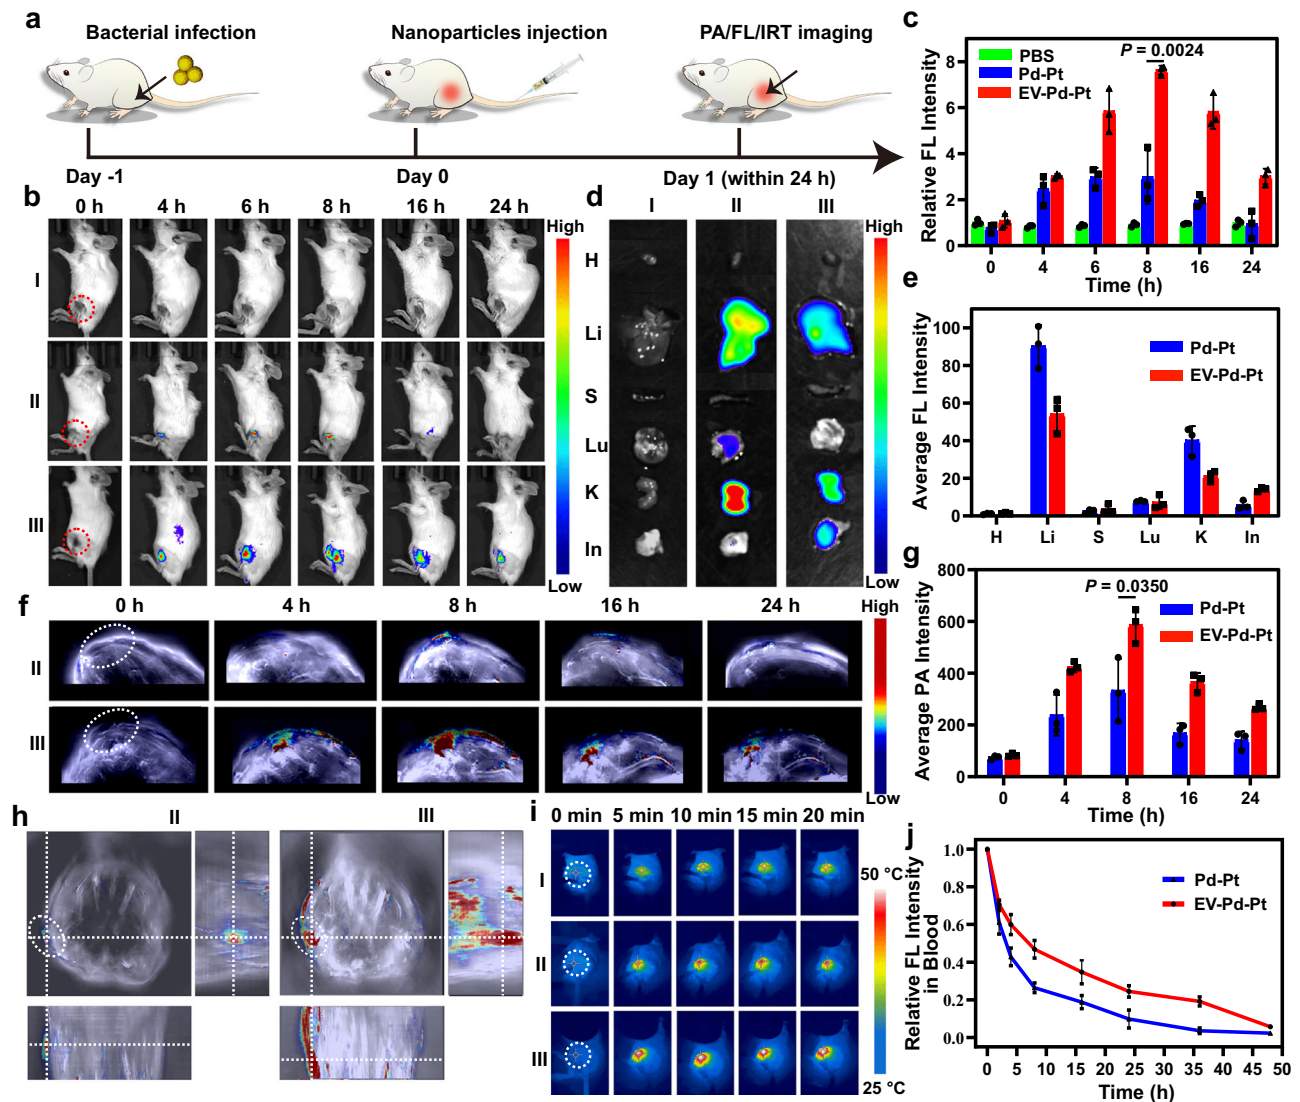 a
Bacterial infection
Nanoparticles injection
PA/FL/IRT imaging
Day -1
Day 0
Day 1 (within 24 h)
b
0 h 4 h 6 h 8 h 16 h 24 h
I
II
III
High
Low
c
Relative FL Intensity
8
6
4
2
0
PBS
Pd-Pt
EV-Pd-Pt
P = 0.0024
0 4 6 8 16 24
Time (h)
d
I II III
H
Li
S
Lu
K
In
High
Low
e
Average FL Intensity
100
80
60
40
20
0
Pd-Pt
EV-Pd-Pt
H Li S Lu K In
f
0 h 4 h 8 h 16 h 24 h
II
III
High
Low
g
Average PA Intensity
800
600
400
200
0
P = 0.0350
Pd-Pt
EV-Pd-Pt
0 4 8 16 24
Time (h)
h
II III
i
0 min 5 min 10 min 15 min 20 min
I
II
III
50 °C
25 °C
j
Relative FL Intensity
in Blood
1.0
0.8
0.6
0.4
0.2
0.0
Pd-Pt
EV-Pd-Pt
0 5 10 15 20 25 30 35 40 45 50
Time (h)